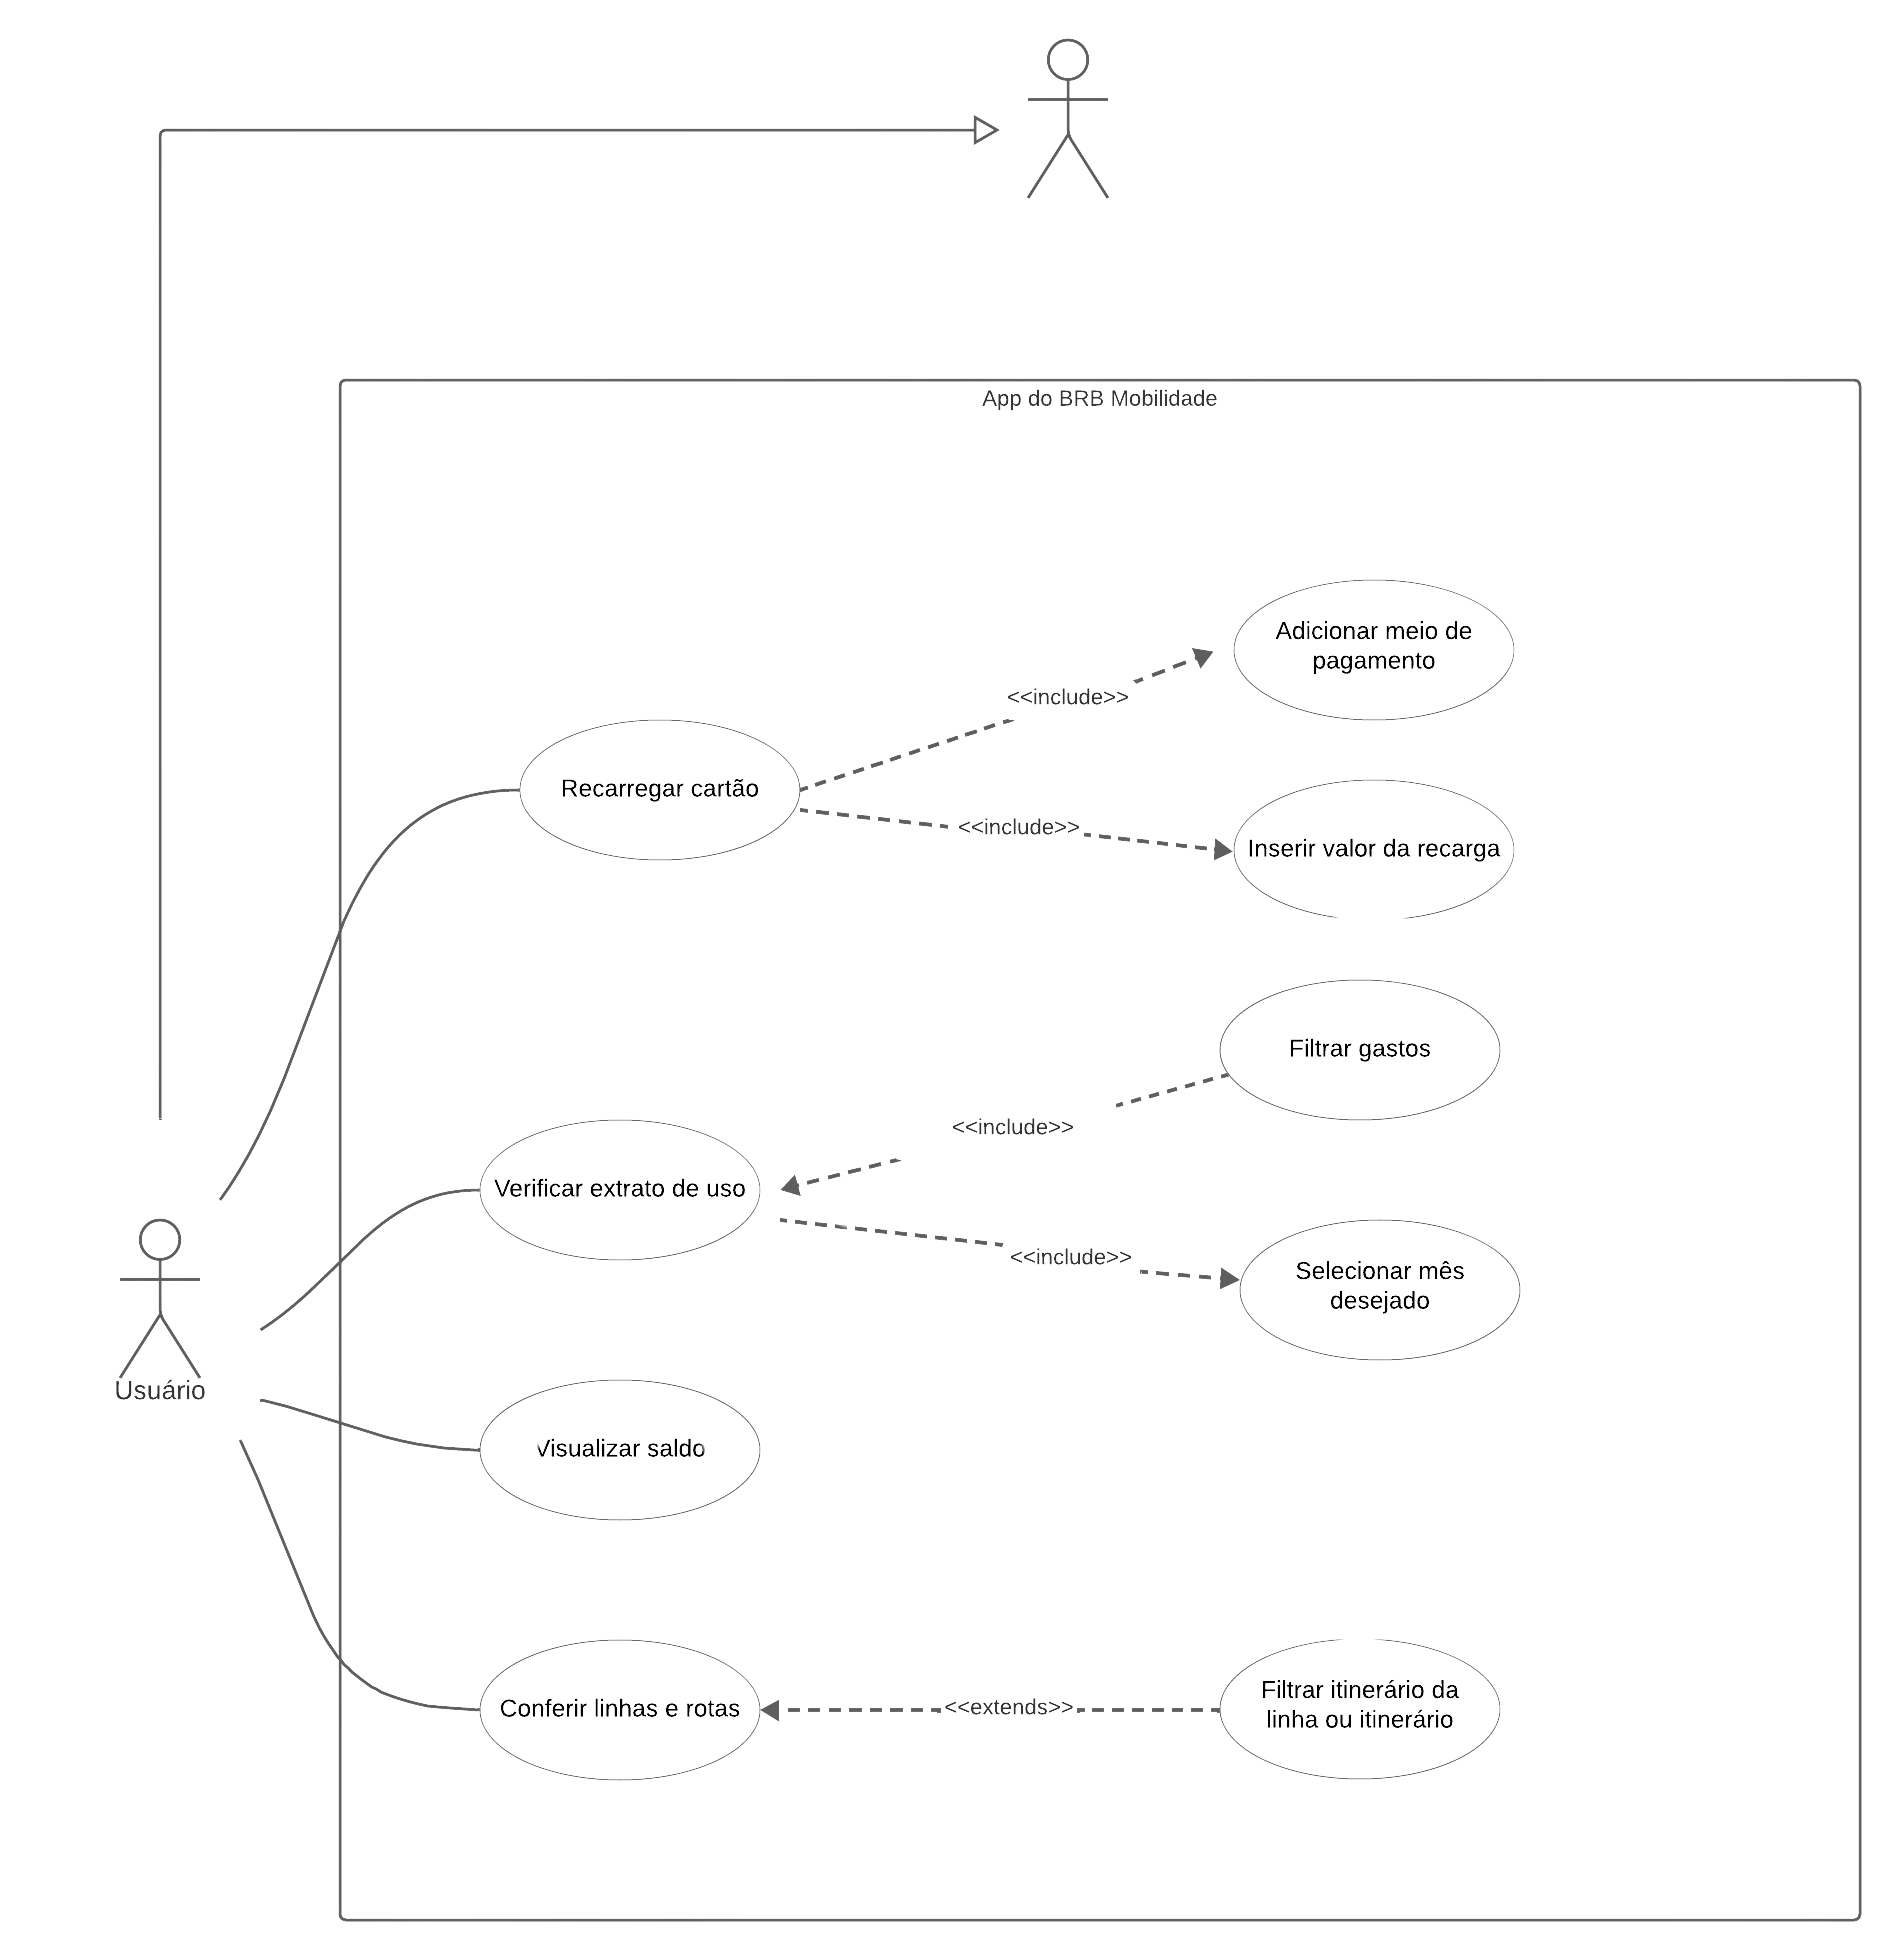 App do BRB Mobilidade
Adicionar meio de
pagamento
<<include>>
Recarregar cartão
<<include>>
Inserir valor da recarga
Filtrar gastos
<<include>>
Verificar extrato de uso
<<include>>
Selecionar mês
desejado
Usuário
Visualizar saldo
Conferir linhas e rotas
<<extends>>
Filtrar itinerário da
linha ou itinerário